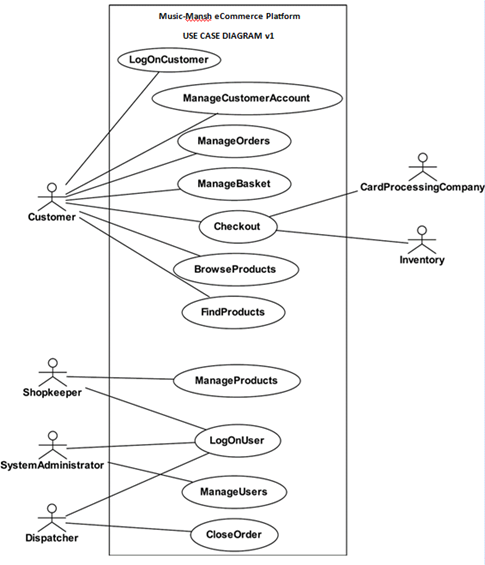 Music-Mansh eCommerce Platform
USE CASE DIAGRAM v1
LogOnCustomer
ManageCustomerAccount
ManageOrders
ManageBasket
CardProcessingCompany
Customer
Checkout
Inventory
BrowseProducts
FindProducts
ManageProducts
Shopkeeper
LogOnUser
SystemAdministrator
ManageUsers
CloseOrder
Dispatcher